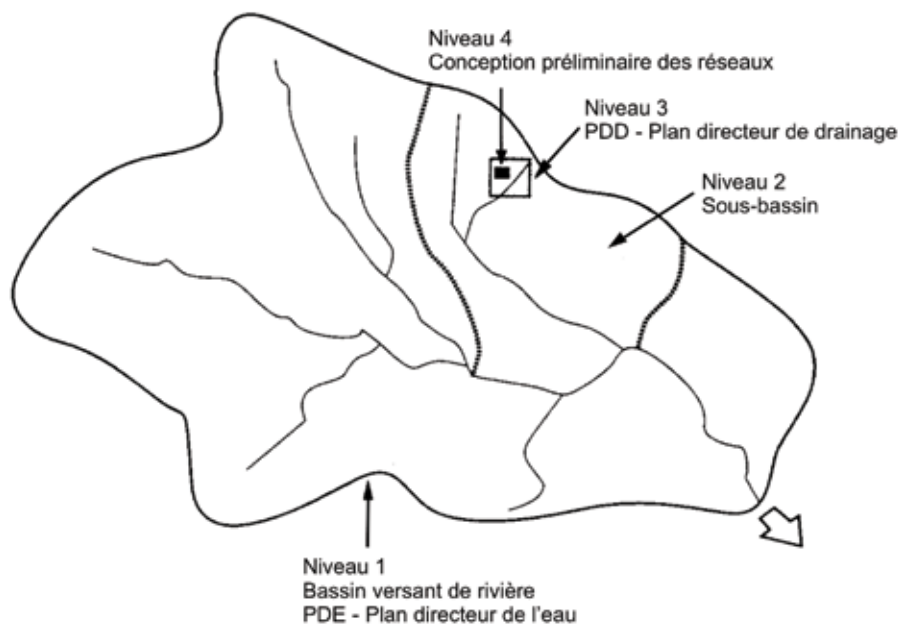 Niveau 4
Conception préliminaire des réseaux
Niveau 3
PDD - Plan directeur de drainage
Niveau 2
Sous-bassin
Niveau 1
Bassin versant de rivière
PDE - Plan directeur de l'eau